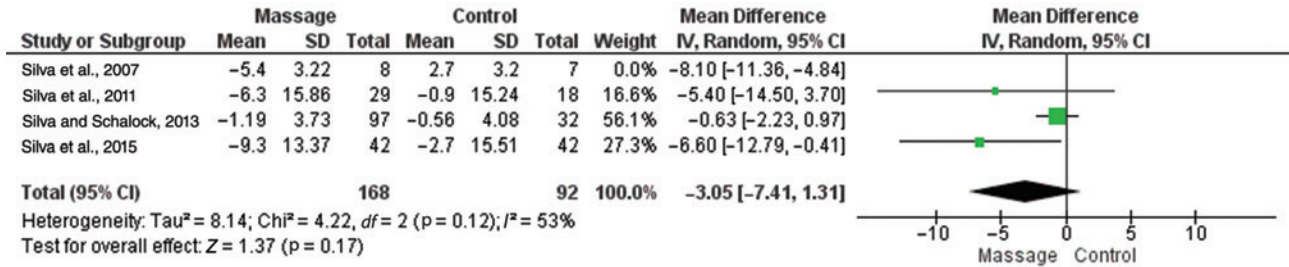 Massage Control Mean Difference Mean Difference
Study or Subgroup Mean SD Total Mean SD Total Weight IV, Random, 95% CI IV, Random, 95% CI
Silva et al., 2007 −5.4 3.22 8 2.7 3.2 7 0.0% −8.10 [−11.36, −4.84]
Silva et al., 2011 −6.3 15.86 29 −0.9 15.24 18 16.6% −5.40 [−14.50, 3.70]
Silva and Schalock, 2013 −1.19 3.73 97 −0.56 4.08 32 56.1% −0.63 [−2.23, 0.97]
Silva et al., 2015 −9.3 13.37 42 −2.7 15.51 42 27.3% −6.60 [−12.79, −0.41]
Total (95% CI) 168 92 100.0% −3.05 [−7.41, 1.31]
Heterogeneity: Tau² = 8.14; Chi² = 4.22, df = 2 (p = 0.12); I² = 53%
Test for overall effect: Z = 1.37 (p = 0.17)
−10 −5 0 5 10
Massage Control